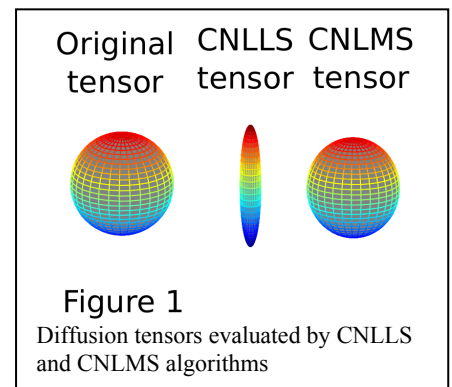 Original CNLLS CNLMS
tensor tensor tensor
Figure 1
Diffusion tensors evaluated by CNLLS
and CNLMS algorithms